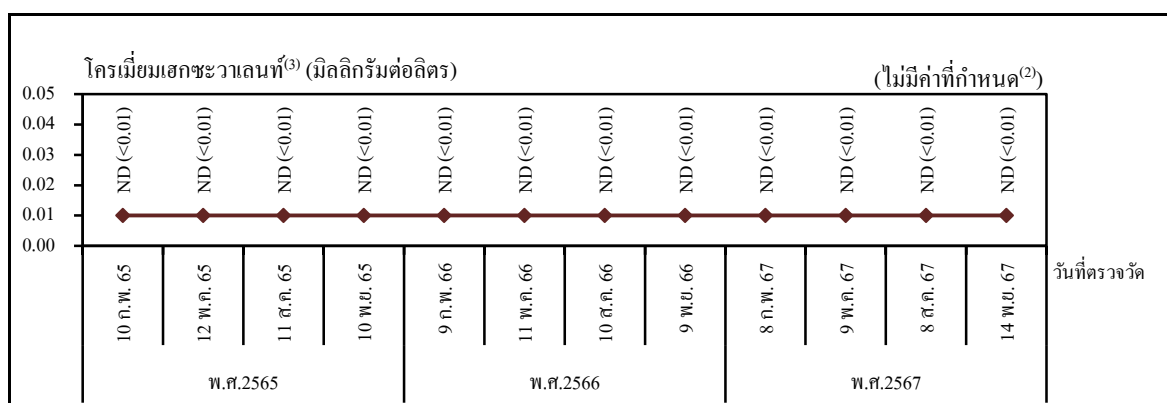 โครเมี่ยมเฮกซะวาเลนท์⁽³⁾ (มิลลิกรัมต่อลิตร)
(ไม่มีค่าที่กำหนด⁽²⁾)
0.05
0.04
0.03
0.02
0.01
0.00
ND (<0.01)
ND (<0.01)
ND (<0.01)
ND (<0.01)
ND (<0.01)
ND (<0.01)
ND (<0.01)
ND (<0.01)
ND (<0.01)
ND (<0.01)
ND (<0.01)
ND (<0.01)
10 ก.พ. 65
12 พ.ค. 65
11 ส.ค. 65
10 พ.ย. 65
9 ก.พ. 66
11 พ.ค. 66
10 ส.ค. 66
9 พ.ย. 66
8 ก.พ. 67
9 พ.ค. 67
8 ส.ค. 67
14 พ.ย. 67
วันที่ตรวจวัด
พ.ศ.2565
พ.ศ.2566
พ.ศ.2567